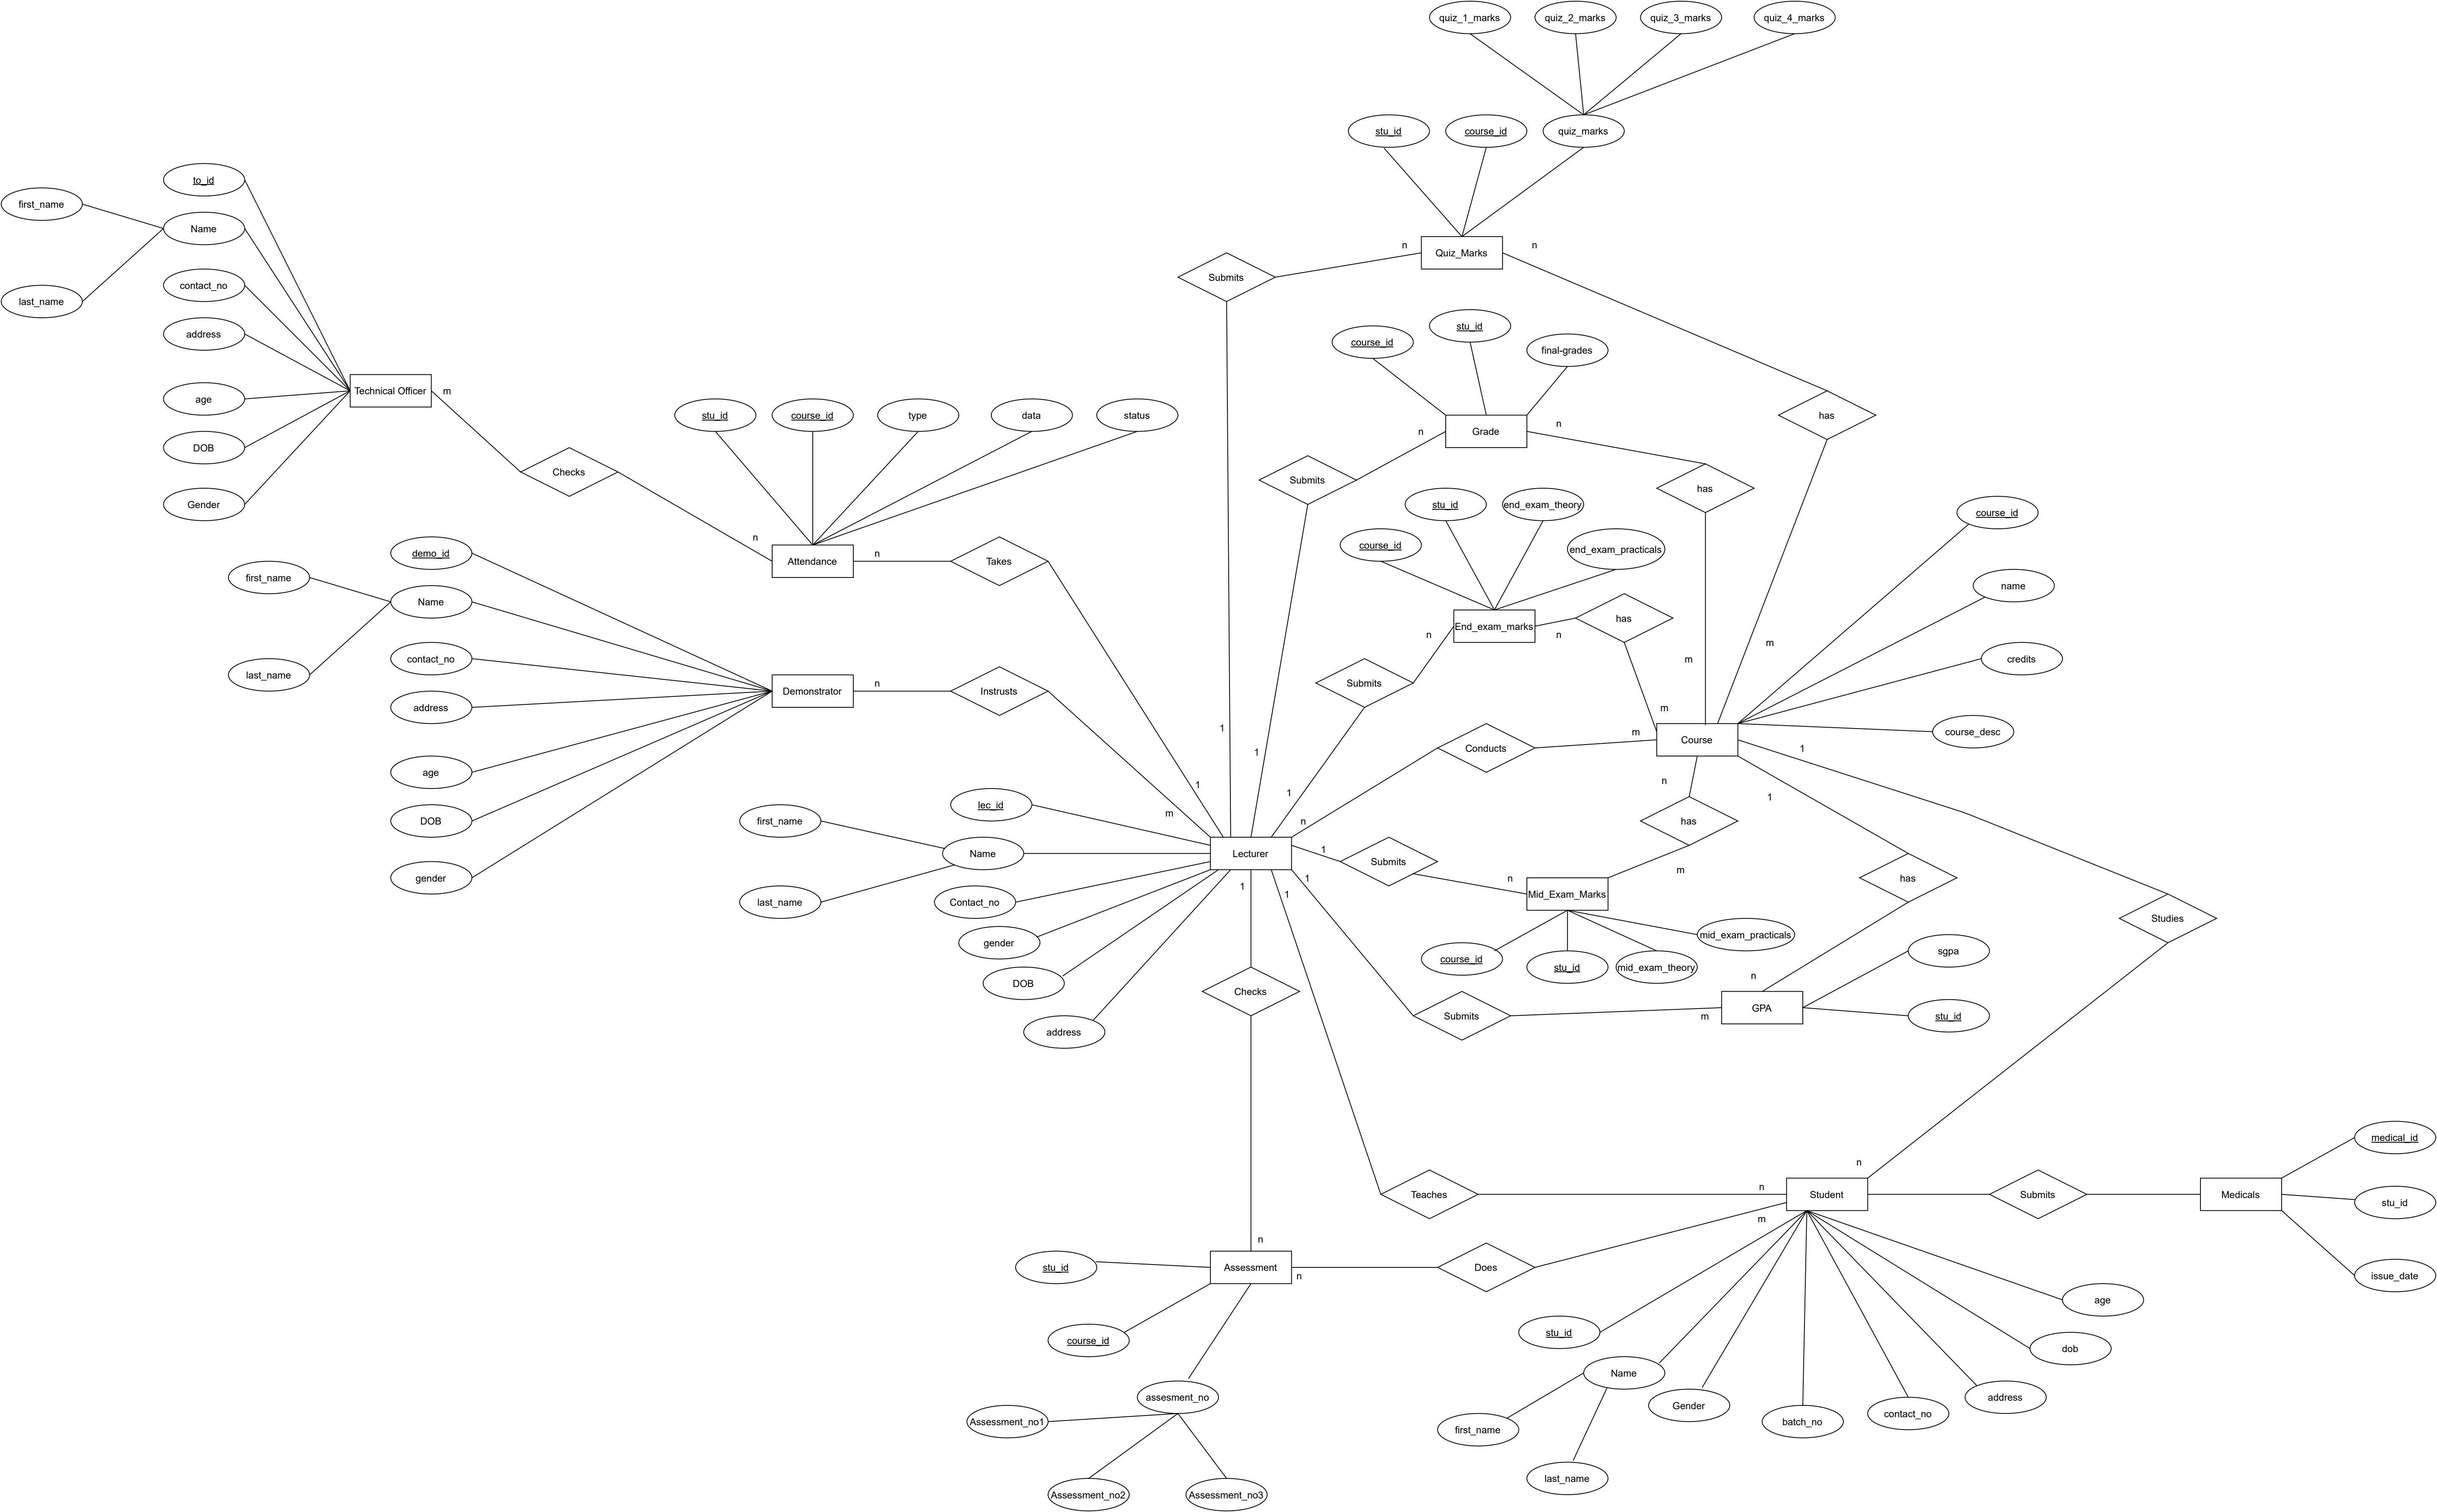 quiz_1_marks
quiz_2_marks
quiz_3_marks
quiz_4_marks
stu_id
course_id
quiz_marks
to_id
first_name
Name
last_name
contact_no
address
age
DOB
Gender
Technical Officer
m
Checks
n
stu_id
course_id
type
data
status
Attendance
n
Takes
1
Submits
n
Quiz_Marks
n
1
has
m
course_id
stu_id
final-grades
Grade
n
n
Submits
1
has
m
course_id
stu_id
end_exam_theory
end_exam_practicals
End_exam_marks
n
n
Submits
1
has
m
course_id
name
credits
course_desc
Course
demo_id
first_name
Name
last_name
contact_no
address
age
DOB
gender
Demonstrator
n
Instrusts
m
Conducts
m
n
lec_id
first_name
Name
last_name
Contact_no
gender
DOB
address
Lecturer
1
Submits
n
Mid_Exam_Marks
n
has
m
course_id
stu_id
mid_exam_theory
mid_exam_practicals
1
has
n
1
Submits
m
GPA
sgpa
stu_id
1
Studies
n
1
Checks
n
1
Teaches
n
Student
Submits
Medicals
medical_id
stu_id
issue_date
Assessment
n
Does
m
stu_id
course_id
assesment_no
Assessment_no1
Assessment_no2
Assessment_no3
stu_id
Name
first_name
last_name
Gender
batch_no
contact_no
address
dob
age